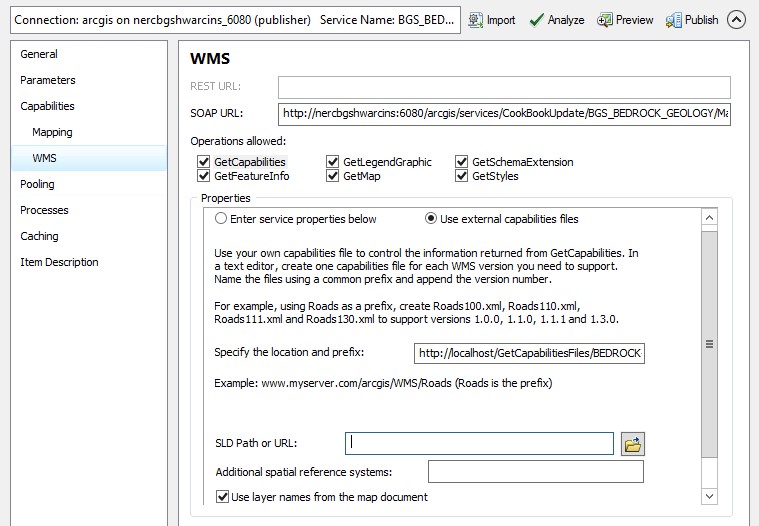 Connection: arcgis on nercbgshwarcins_6080 (publisher) Service Name: BGS_BED...
Import
Analyze
Preview
Publish
General
Parameters
Capabilities
Mapping
WMS
Pooling
Processes
Caching
Item Description
WMS
REST URL:
SOAP URL: http://nercbgshwarcins:6080/arcgis/services/CookBookUpdate/BGS_BEDROCK_GEOLOGY/Ma
Operations allowed:
GetCapabilities GetLegendGraphic GetSchemaExtension
GetFeatureInfo GetMap GetStyles
Properties
Enter service properties below Use external capabilities files
Use your own capabilities file to control the information returned from GetCapabilities. In
a text editor, create one capabilities file for each WMS version you need to support.
Name the files using a common prefix and append the version number.
For example, using Roads as a prefix, create Roads100.xml, Roads110.xml,
Roads111.xml and Roads130.xml to support versions 1.0.0, 1.1.0, 1.1.1 and 1.3.0.
Specify the location and prefix: http://localhost/GetCapabilitiesFiles/BEDROCK
Example: www.myserver.com/arcgis/WMS/Roads (Roads is the prefix)
SLD Path or URL:
Additional spatial reference systems:
Use layer names from the map document